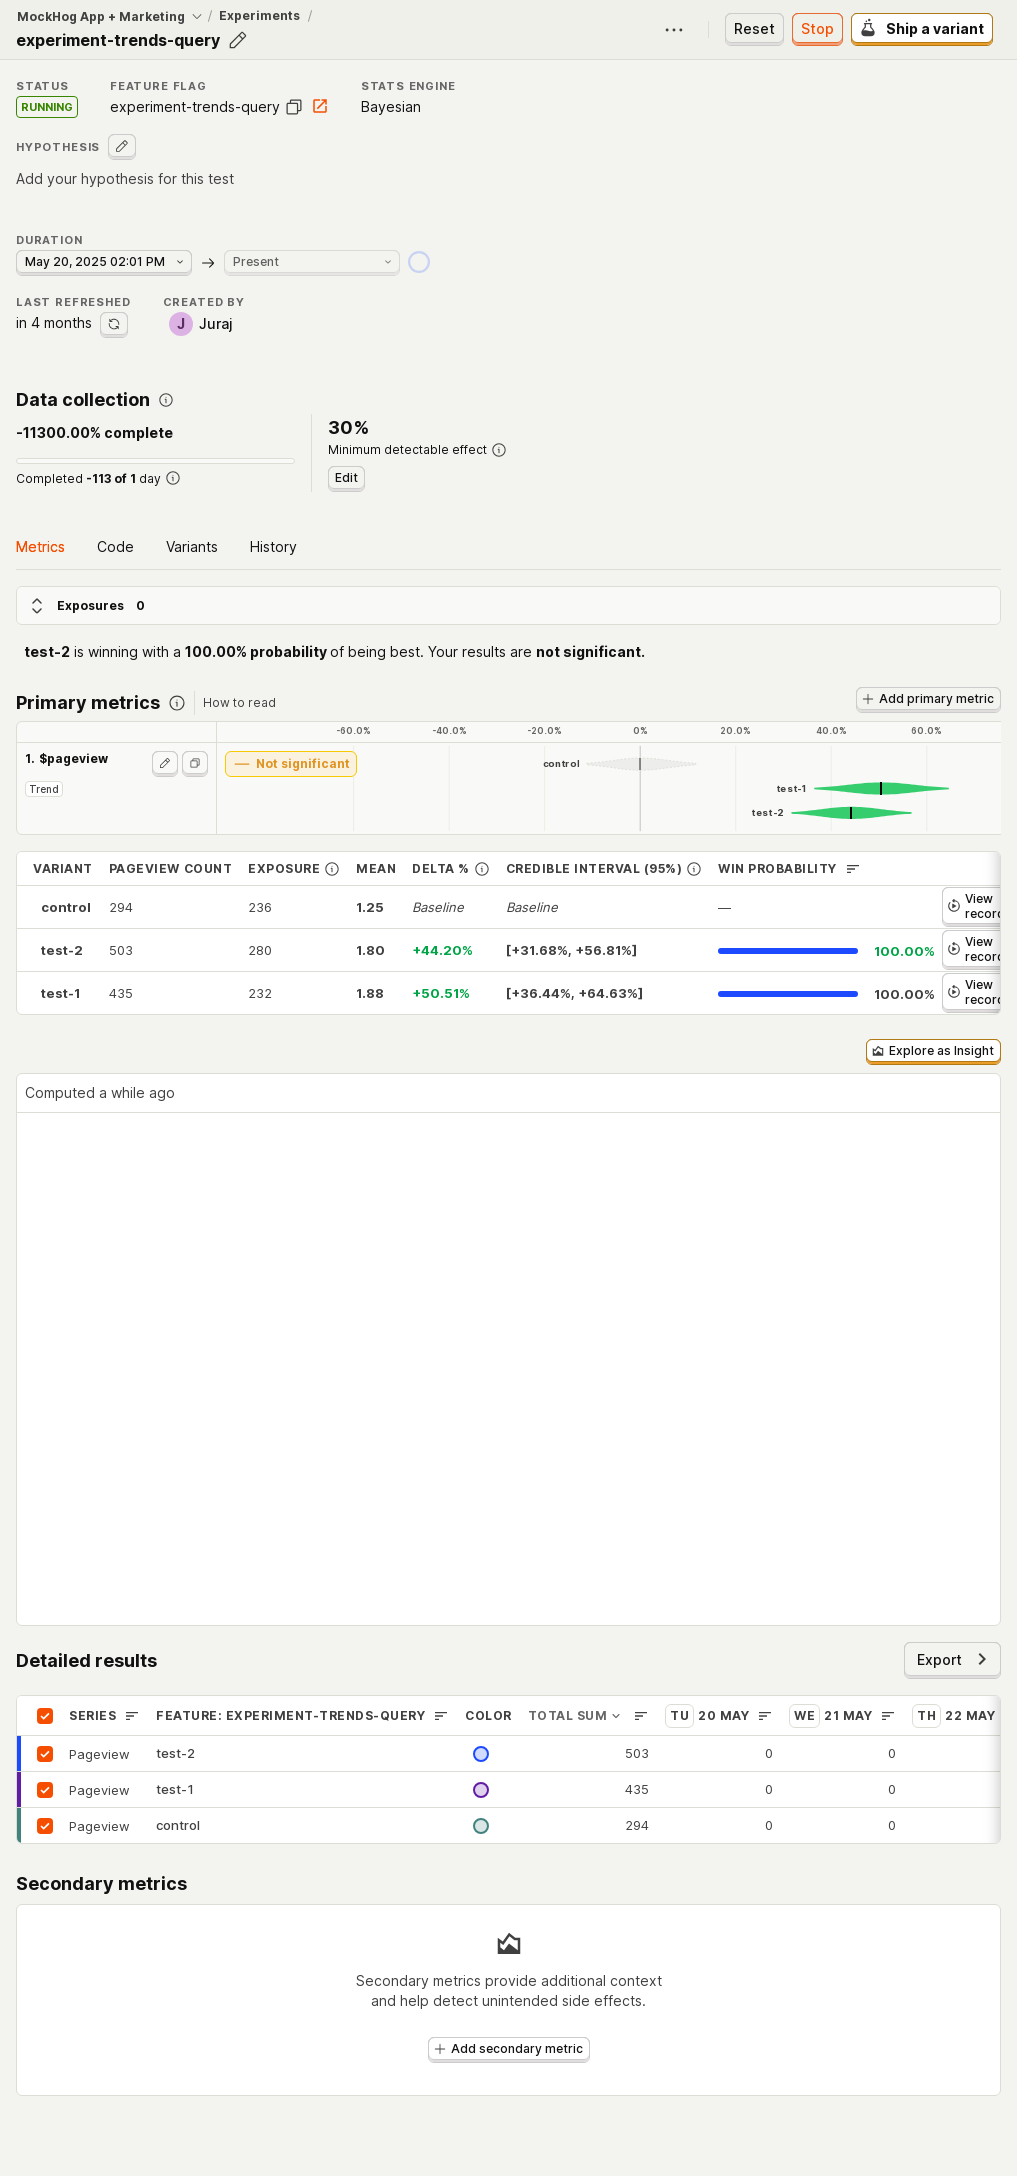 MockHog App + Marketing / Experiments /
experiment-trends-query
Reset Stop Ship a variant
STATUS FEATURE FLAG STATS ENGINE
RUNNING experiment-trends-query Bayesian
HYPOTHESIS
Add your hypothesis for this test
DURATION
May 20, 2025 02:01 PM → Present
LAST REFRESHED CREATED BY
in 4 months J Juraj
Data collection
-11300.00% complete
Completed -113 of 1 day
30%
Minimum detectable effect
Edit
Metrics Code Variants History
Exposures 0
test-2 is winning with a 100.00% probability of being best. Your results are not significant.
Primary metrics How to read Add primary metric
-60.0% -40.0% -20.0% 0% 20.0% 40.0% 60.0%
1. $pageview
Trend
— Not significant
control
test-1
test-2
VARIANT PAGEVIEW COUNT EXPOSURE MEAN DELTA % CREDIBLE INTERVAL (95%) WIN PROBABILITY
control 294 236 1.25 Baseline Baseline — View recorc
test-2 503 280 1.80 +44.20% [+31.68%, +56.81%] 100.00% View recorc
test-1 435 232 1.88 +50.51% [+36.44%, +64.63%] 100.00% View recorc
Explore as Insight
Computed a while ago
Detailed results Export
SERIES FEATURE: EXPERIMENT-TRENDS-QUERY COLOR TOTAL SUM TU 20 MAY WE 21 MAY TH 22 MAY
Pageview test-2 503 0 0
Pageview test-1 435 0 0
Pageview control 294 0 0
Secondary metrics
Secondary metrics provide additional context
and help detect unintended side effects.
Add secondary metric